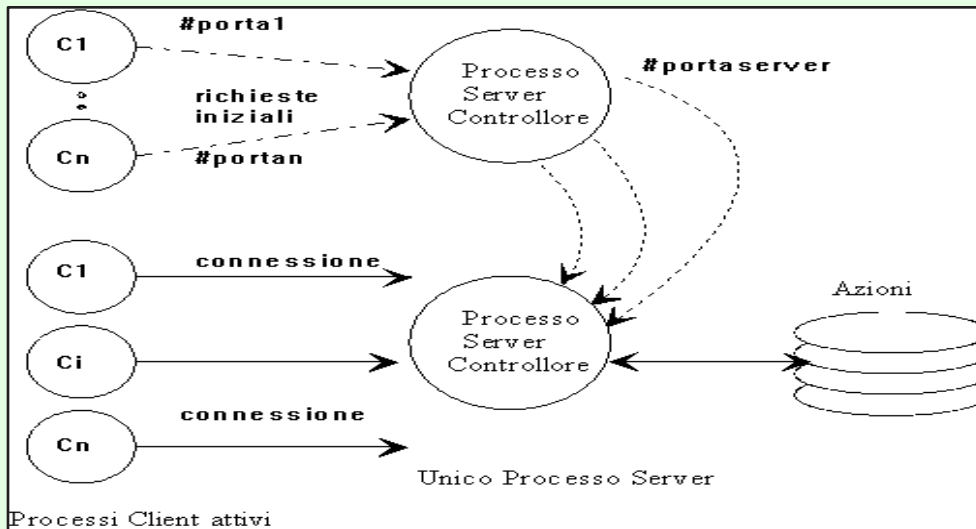 C1
#porta1
richieste
iniziali
Cn
#portan
Processo
Server
Controllore
#portaserver
C1
connessione
Ci
Cn
connessione
Processo
Server
Controllore
Azioni
Unico Processo Server
Processi Client attivi